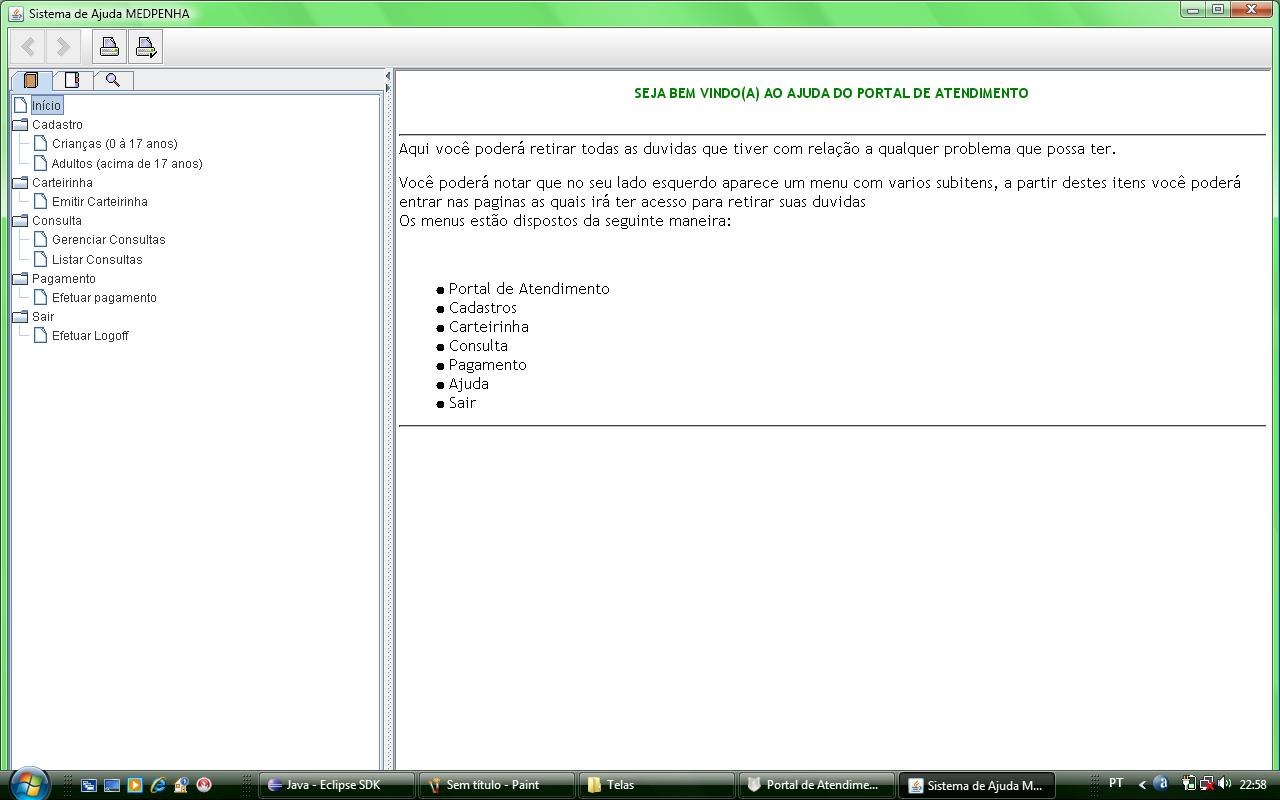 Sistema de Ajuda MEDPENHA
Início
Cadastro
Crianças (0 à 17 anos)
Adultos (acima de 17 anos)
Carteirinha
Emitir Carteirinha
Consulta
Gerenciar Consultas
Listar Consultas
Pagamento
Efetuar pagamento
Sair
Efetuar Logoff
SEJA BEM VINDO(A) AO AJUDA DO PORTAL DE ATENDIMENTO
Aqui você poderá retirar todas as duvidas que tiver com relação a qualquer problema que possa ter.
Você poderá notar que no seu lado esquerdo aparece um menu com varios subitens, a partir destes itens você poderá
entrar nas paginas as quais irá ter acesso para retirar suas duvidas
Os menus estão dispostos da seguinte maneira:
Portal de Atendimento
Cadastros
Carteirinha
Consulta
Pagamento
Ajuda
Sair
Java - Eclipse SDK
Sem título - Paint
Telas
Portal de Atendime...
Sistema de Ajuda M...
PT
22:58